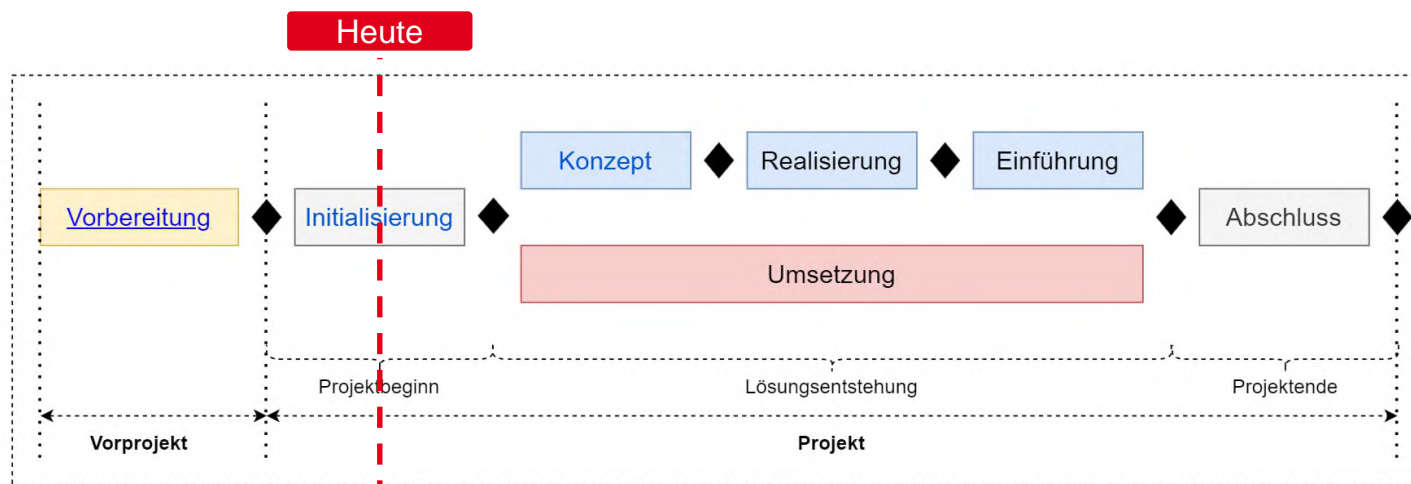 Heute
Konzept
Realisierung
Einführung
Vorbereitung
Initialisierung
Abschluss
Umsetzung
Projektbeginn
Lösungsentstehung
Projektende
Vorprojekt
Projekt